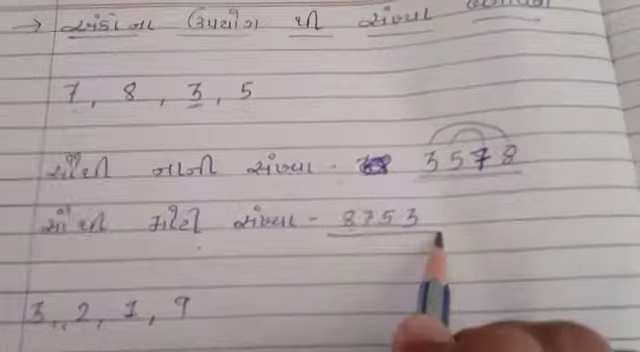 → અંકોના ઉપયોગ થી સંખ્યા
7, 8, 3, 5
સૌથી નાની સંખ્યા - 3578
સૌથી મોટી સંખ્યા - 8753
3, 2, 1, 9